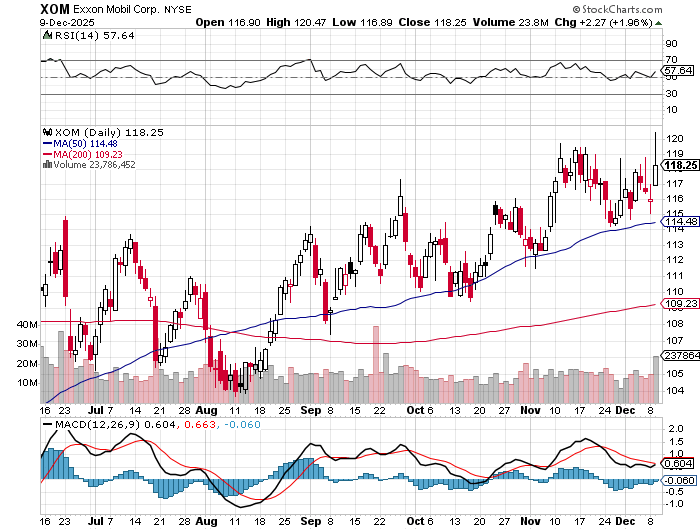 XOM Exxon Mobil Corp. NYSE
© StockCharts.com
9-Dec-2025
Open 116.90 High 120.47 Low 116.89 Close 118.25 Volume 23.8M Chg +2.27 (+1.96%)
RSI(14) 57.64
90
70
57.64
50
30
10
XOM (Daily) 118.25
MA(50) 114.48
MA(200) 109.23
Volume 23,786,452
120
119
118.25
117
116
115
114.48
114
113
112
111
110
109.23
108
107
106
105
104
40M
30M
20M
10M
237864
16 23 Jul 7 14 21 28 Aug 11 18 25 Sep 8 15 22 Oct 6 13 20 27 Nov 10 17 24 Dec 8
MACD(12,26,9) 0.604, 0.663, -0.060
2.0
1.5
1.0
0.604
-0.060
-0.5
-1.0
16 23 Jul 7 14 21 28 Aug 11 18 25 Sep 8 15 22 Oct 6 13 20 27 Nov 10 17 24 Dec 8